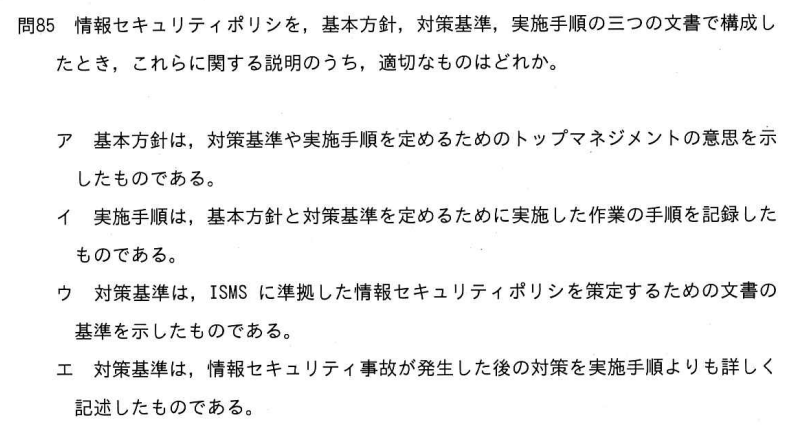 問85 情報セキュリティポリシを，基本方針，対策基準，実施手順の三つの文書で構成し
たとき，これらに関する説明のうち，適切なものはどれか。
ア 基本方針は，対策基準や実施手順を定めるためのトップマネジメントの意思を示
したものである。
イ 実施手順は，基本方針と対策基準を定めるために実施した作業の手順を記録した
ものである。
ウ 対策基準は，ISMS に準拠した情報セキュリティポリシを策定するための文書の
基準を示したものである。
エ 対策基準は，情報セキュリティ事故が発生した後の対策を実施手順よりも詳しく
記述したものである。